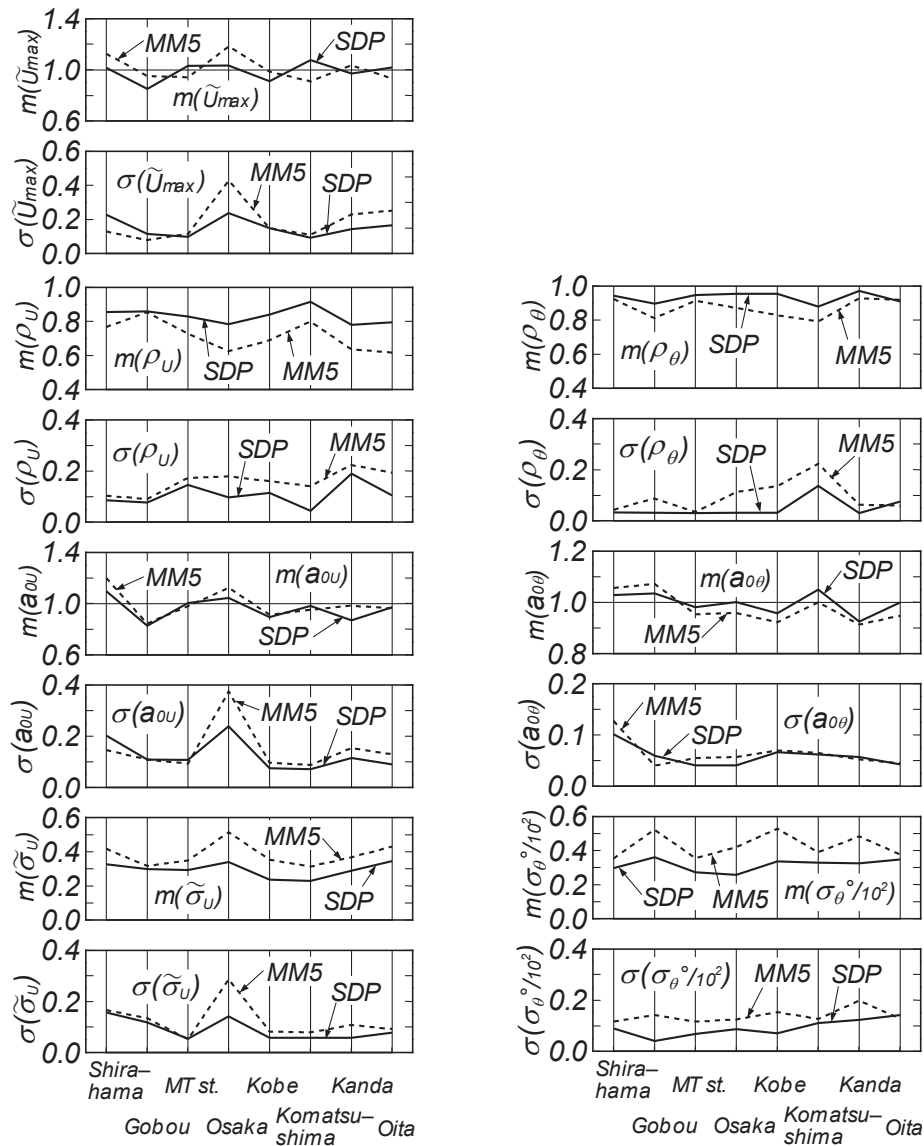 1.4
1.0
0.6
m(Ũmax)
MM5
SDP
m(Ũmax)
0.6
0.4
0.2
0.0
σ(Ũmax)
σ(Ũmax)
MM5
SDP
1.0
0.8
0.6
0.4
m(ρU)
m(ρU)
SDP
MM5
0.4
0.2
0.0
σ(ρU)
σ(ρU)
SDP
MM5
1.4
1.0
0.6
m(a0U)
MM5
m(a0U)
SDP
0.4
0.2
0.0
σ(a0U)
σ(a0U)
MM5
SDP
0.6
0.4
0.2
0.0
m(σ̃U)
MM5
m(σ̃U)
SDP
0.4
0.2
0.0
σ(σ̃U)
σ(σ̃U)
MM5
SDP
Shira–
hama
MT st.
Kobe
Kanda
Gobou
Osaka
Komatsu–
shima
Oita
1.0
0.8
0.6
0.4
m(ρθ)
m(ρθ)
SDP
MM5
0.4
0.2
0.0
σ(ρθ)
σ(ρθ)
SDP
MM5
1.2
1.0
0.8
m(a0θ)
m(a0θ)
SDP
MM5
0.2
0.1
0.0
σ(a0θ)
MM5
SDP
σ(a0θ)
0.6
0.4
0.2
0.0
m(σθ°/10²)
SDP
MM5
m(σθ°/10²)
0.4
0.2
0.0
σ(σθ°/10²)
σ(σθ°/10²)
MM5
SDP
Shira–
hama
MT st.
Kobe
Kanda
Gobou
Osaka
Komatsu–
shima
Oita